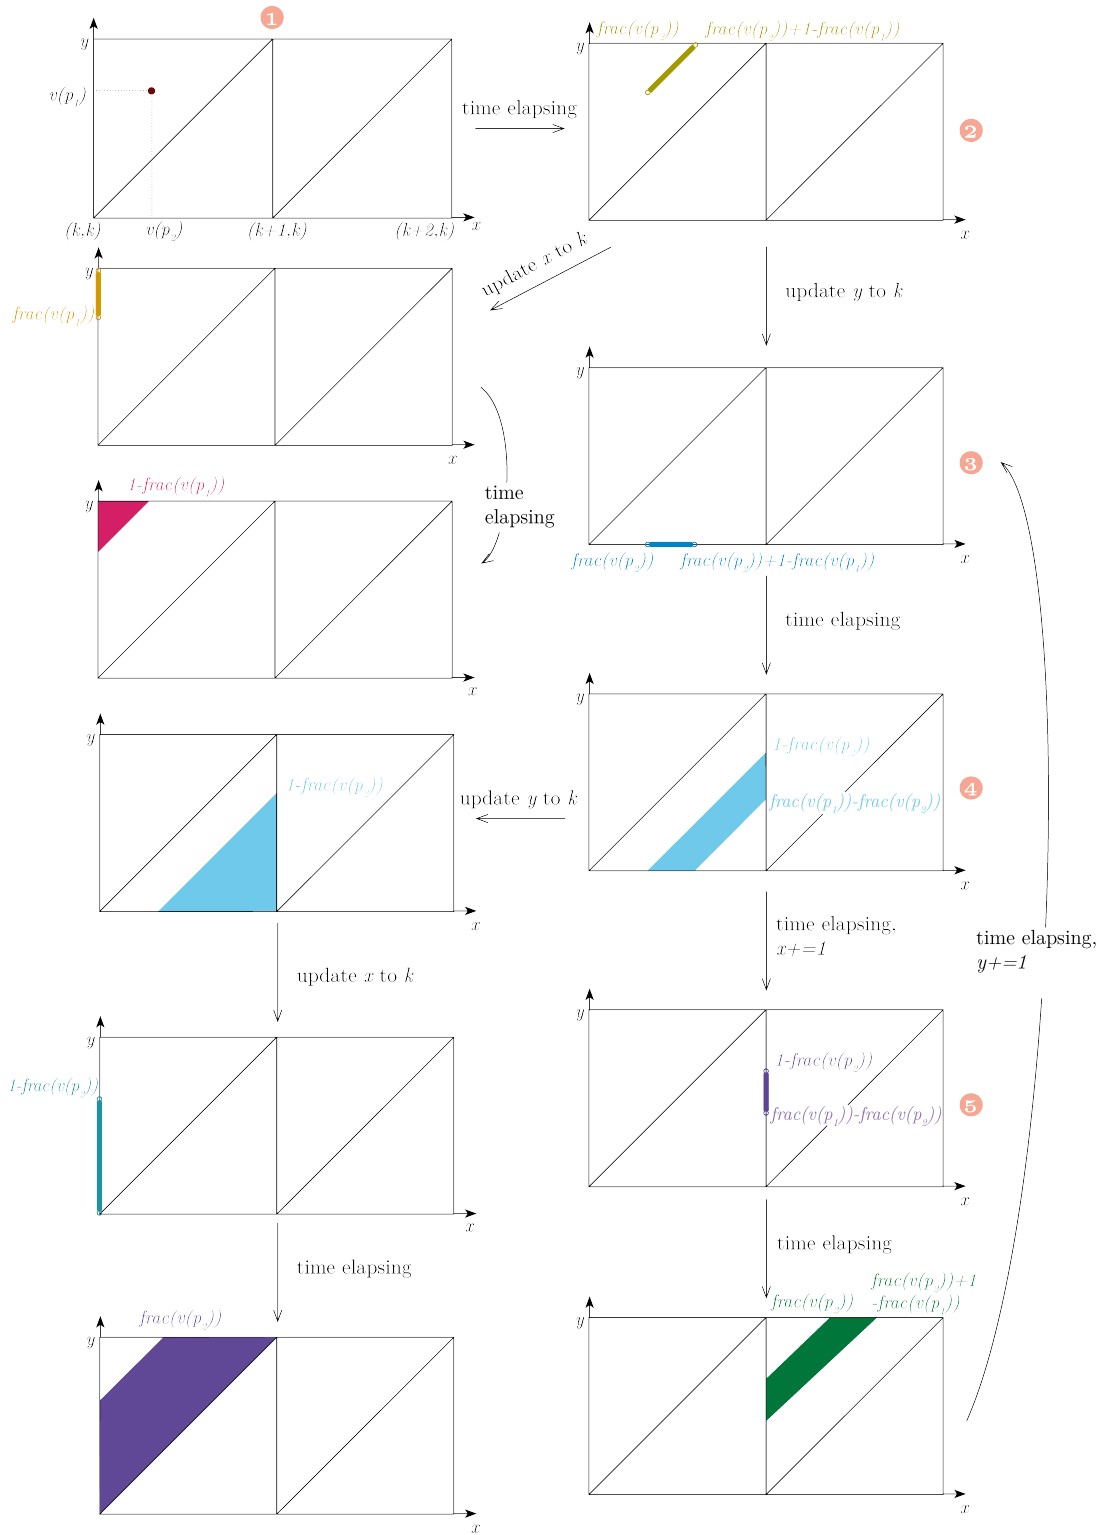 1
y
v(p₁)
(k,k)
v(p₂)
(k+1,k)
(k+2,k)
x
time elapsing
frac(v(p₂))
frac(v(p₂))+1-frac(v(p₁))
y
2
x
update x to k
update y to k
y
frac(v(p₁))
x
y
3
frac(v(p₂))
frac(v(p₂))+1-frac(v(p₁))
x
time
elapsing
1-frac(v(p₁))
y
x
time elapsing
y
1-frac(v(p₂))
frac(v(p₁))-frac(v(p₂))
4
x
update y to k
y
1-frac(v(p₂))
x
time elapsing,
x+=1
time elapsing,
y+=1
update x to k
y
1-frac(v(p₂))
frac(v(p₁))-frac(v(p₂))
5
x
y
1-frac(v(p₂))
x
time elapsing
time elapsing
frac(v(p₂))
y
x
frac(v(p₂))
frac(v(p₂))+1
-frac(v(p₁))
y
x